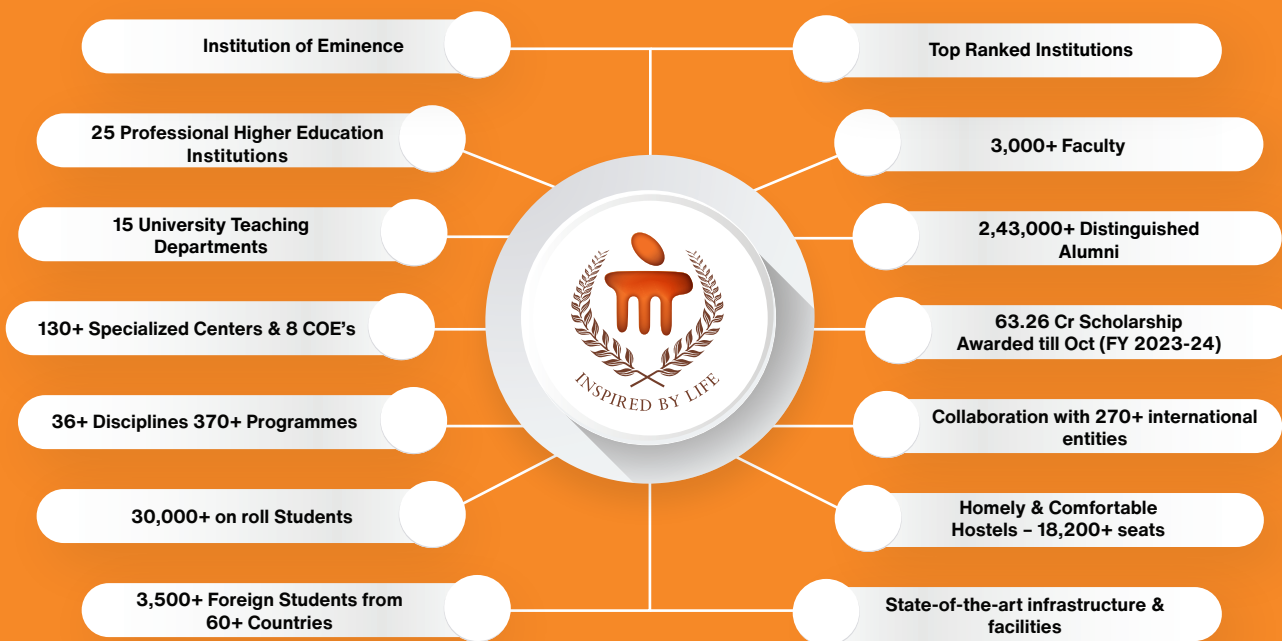 Institution of Eminence
25 Professional Higher Education
Institutions
15 University Teaching
Departments
130+ Specialized Centers & 8 COE's
36+ Disciplines 370+ Programmes
30,000+ on roll Students
3,500+ Foreign Students from
60+ Countries
INSPIRED BY LIFE
Top Ranked Institutions
3,000+ Faculty
2,43,000+ Distinguished
Alumni
63.26 Cr Scholarship
Awarded till Oct (FY 2023-24)
Collaboration with 270+ international
entities
Homely & Comfortable
Hostels – 18,200+ seats
State-of-the-art infrastructure &
facilities